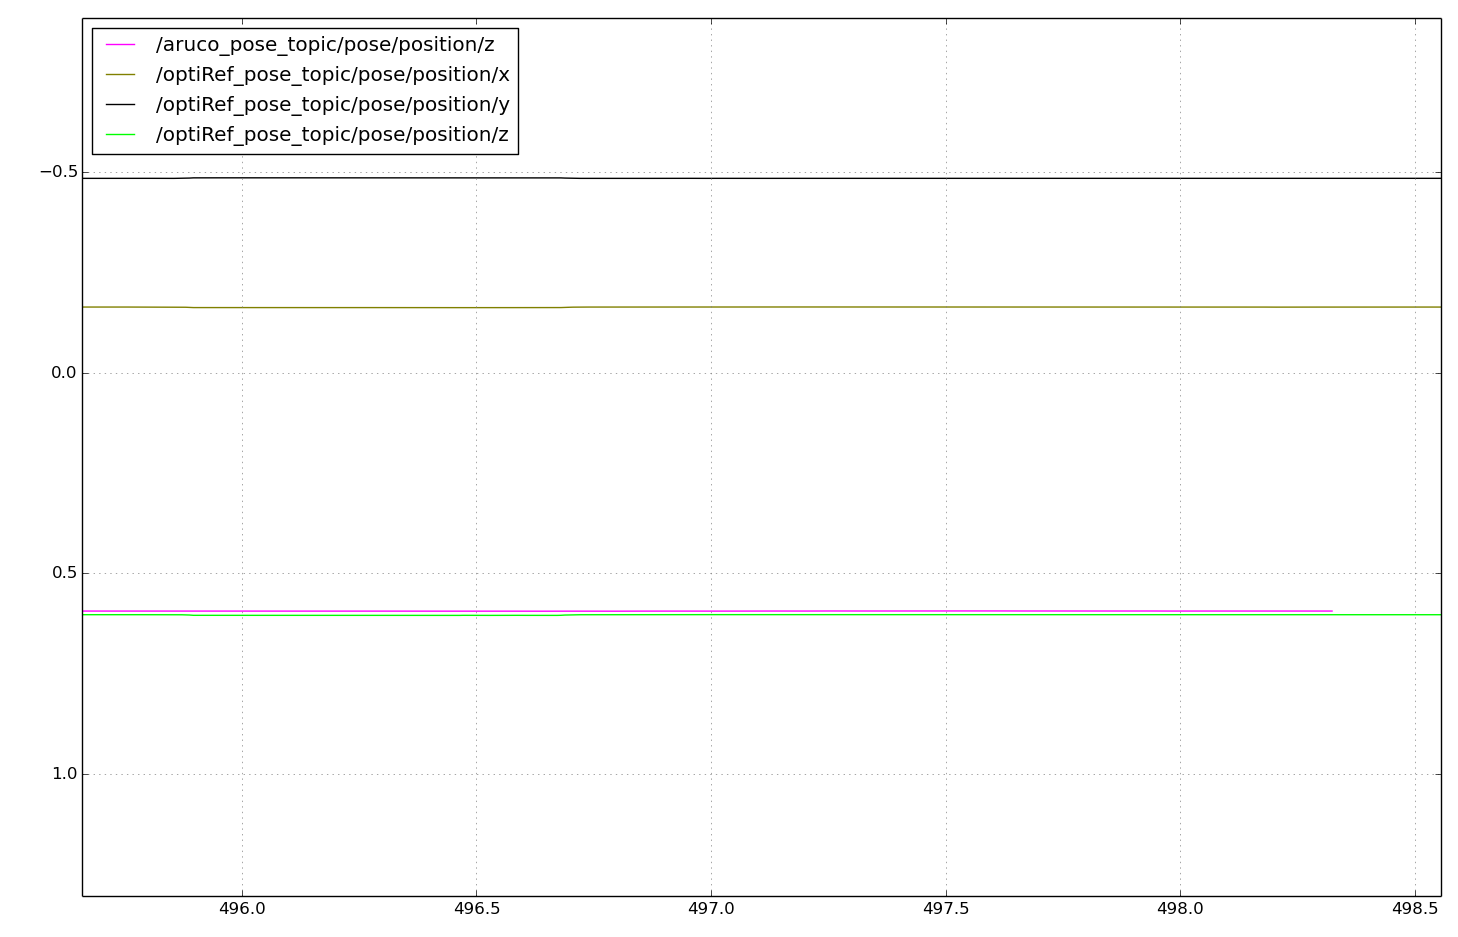 /aruco_pose_topic/pose/position/z
/optiRef_pose_topic/pose/position/x
/optiRef_pose_topic/pose/position/y
/optiRef_pose_topic/pose/position/z
−0.5
0.0
0.5
1.0
496.0 496.5 497.0 497.5 498.0 498.5